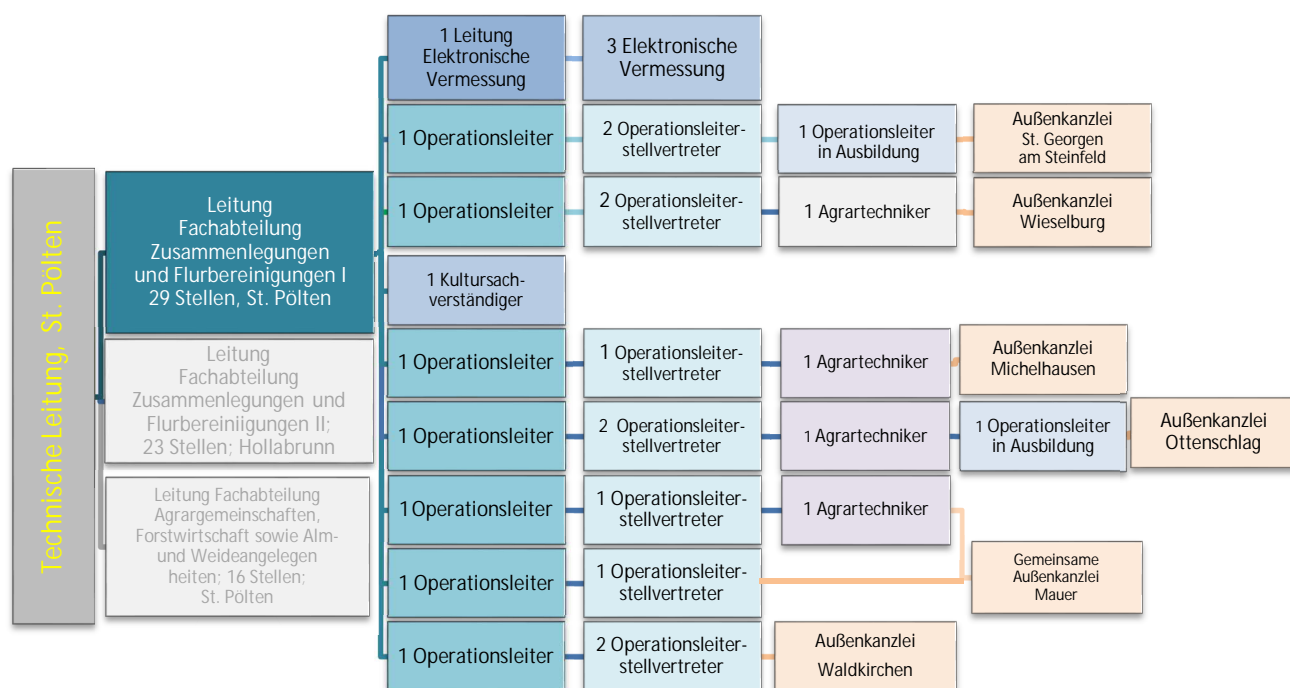 Technische Leitung, St. Pölten
Leitung
Fachabteilung
Zusammenlegungen
und Flurbereinigungen I
29 Stellen, St. Pölten
Leitung
Fachabteilung
Zusammenlegungen und
Flurbereiniigungen II;
23 Stellen; Hollabrunn
Leitung Fachabteilung
Agrargemeinschaften,
Forstwirtschaft sowie Alm-
und Weideangelegen
heiten; 16 Stellen;
St. Pölten
1 Leitung
Elektronische
Vermessung
3 Elektronische
Vermessung
1 Operationsleiter
2 Operationsleiter-
stellvertreter
1 Operationsleiter
in Ausbildung
Außenkanzlei
St. Georgen
am Steinfeld
1 Operationsleiter
2 Operationsleiter-
stellvertreter
1 Agrartechniker
Außenkanzlei
Wieselburg
1 Kultursach-
verständiger
1 Operationsleiter
1 Operationsleiter-
stellvertreter
1 Agrartechniker
Außenkanzlei
Michelhausen
1 Operationsleiter
2 Operationsleiter-
stellvertreter
1 Agrartechniker
1 Operationsleiter
in Ausbildung
Außenkanzlei
Ottenschlag
1 Operationsleiter
1 Operationsleiter-
stellvertreter
1 Agrartechniker
1 Operationsleiter
1 Operationsleiter-
stellvertreter
Gemeinsame
Außenkanzlei
Mauer
1 Operationsleiter
2 Operationsleiter-
stellvertreter
Außenkanzlei
Waldkirchen